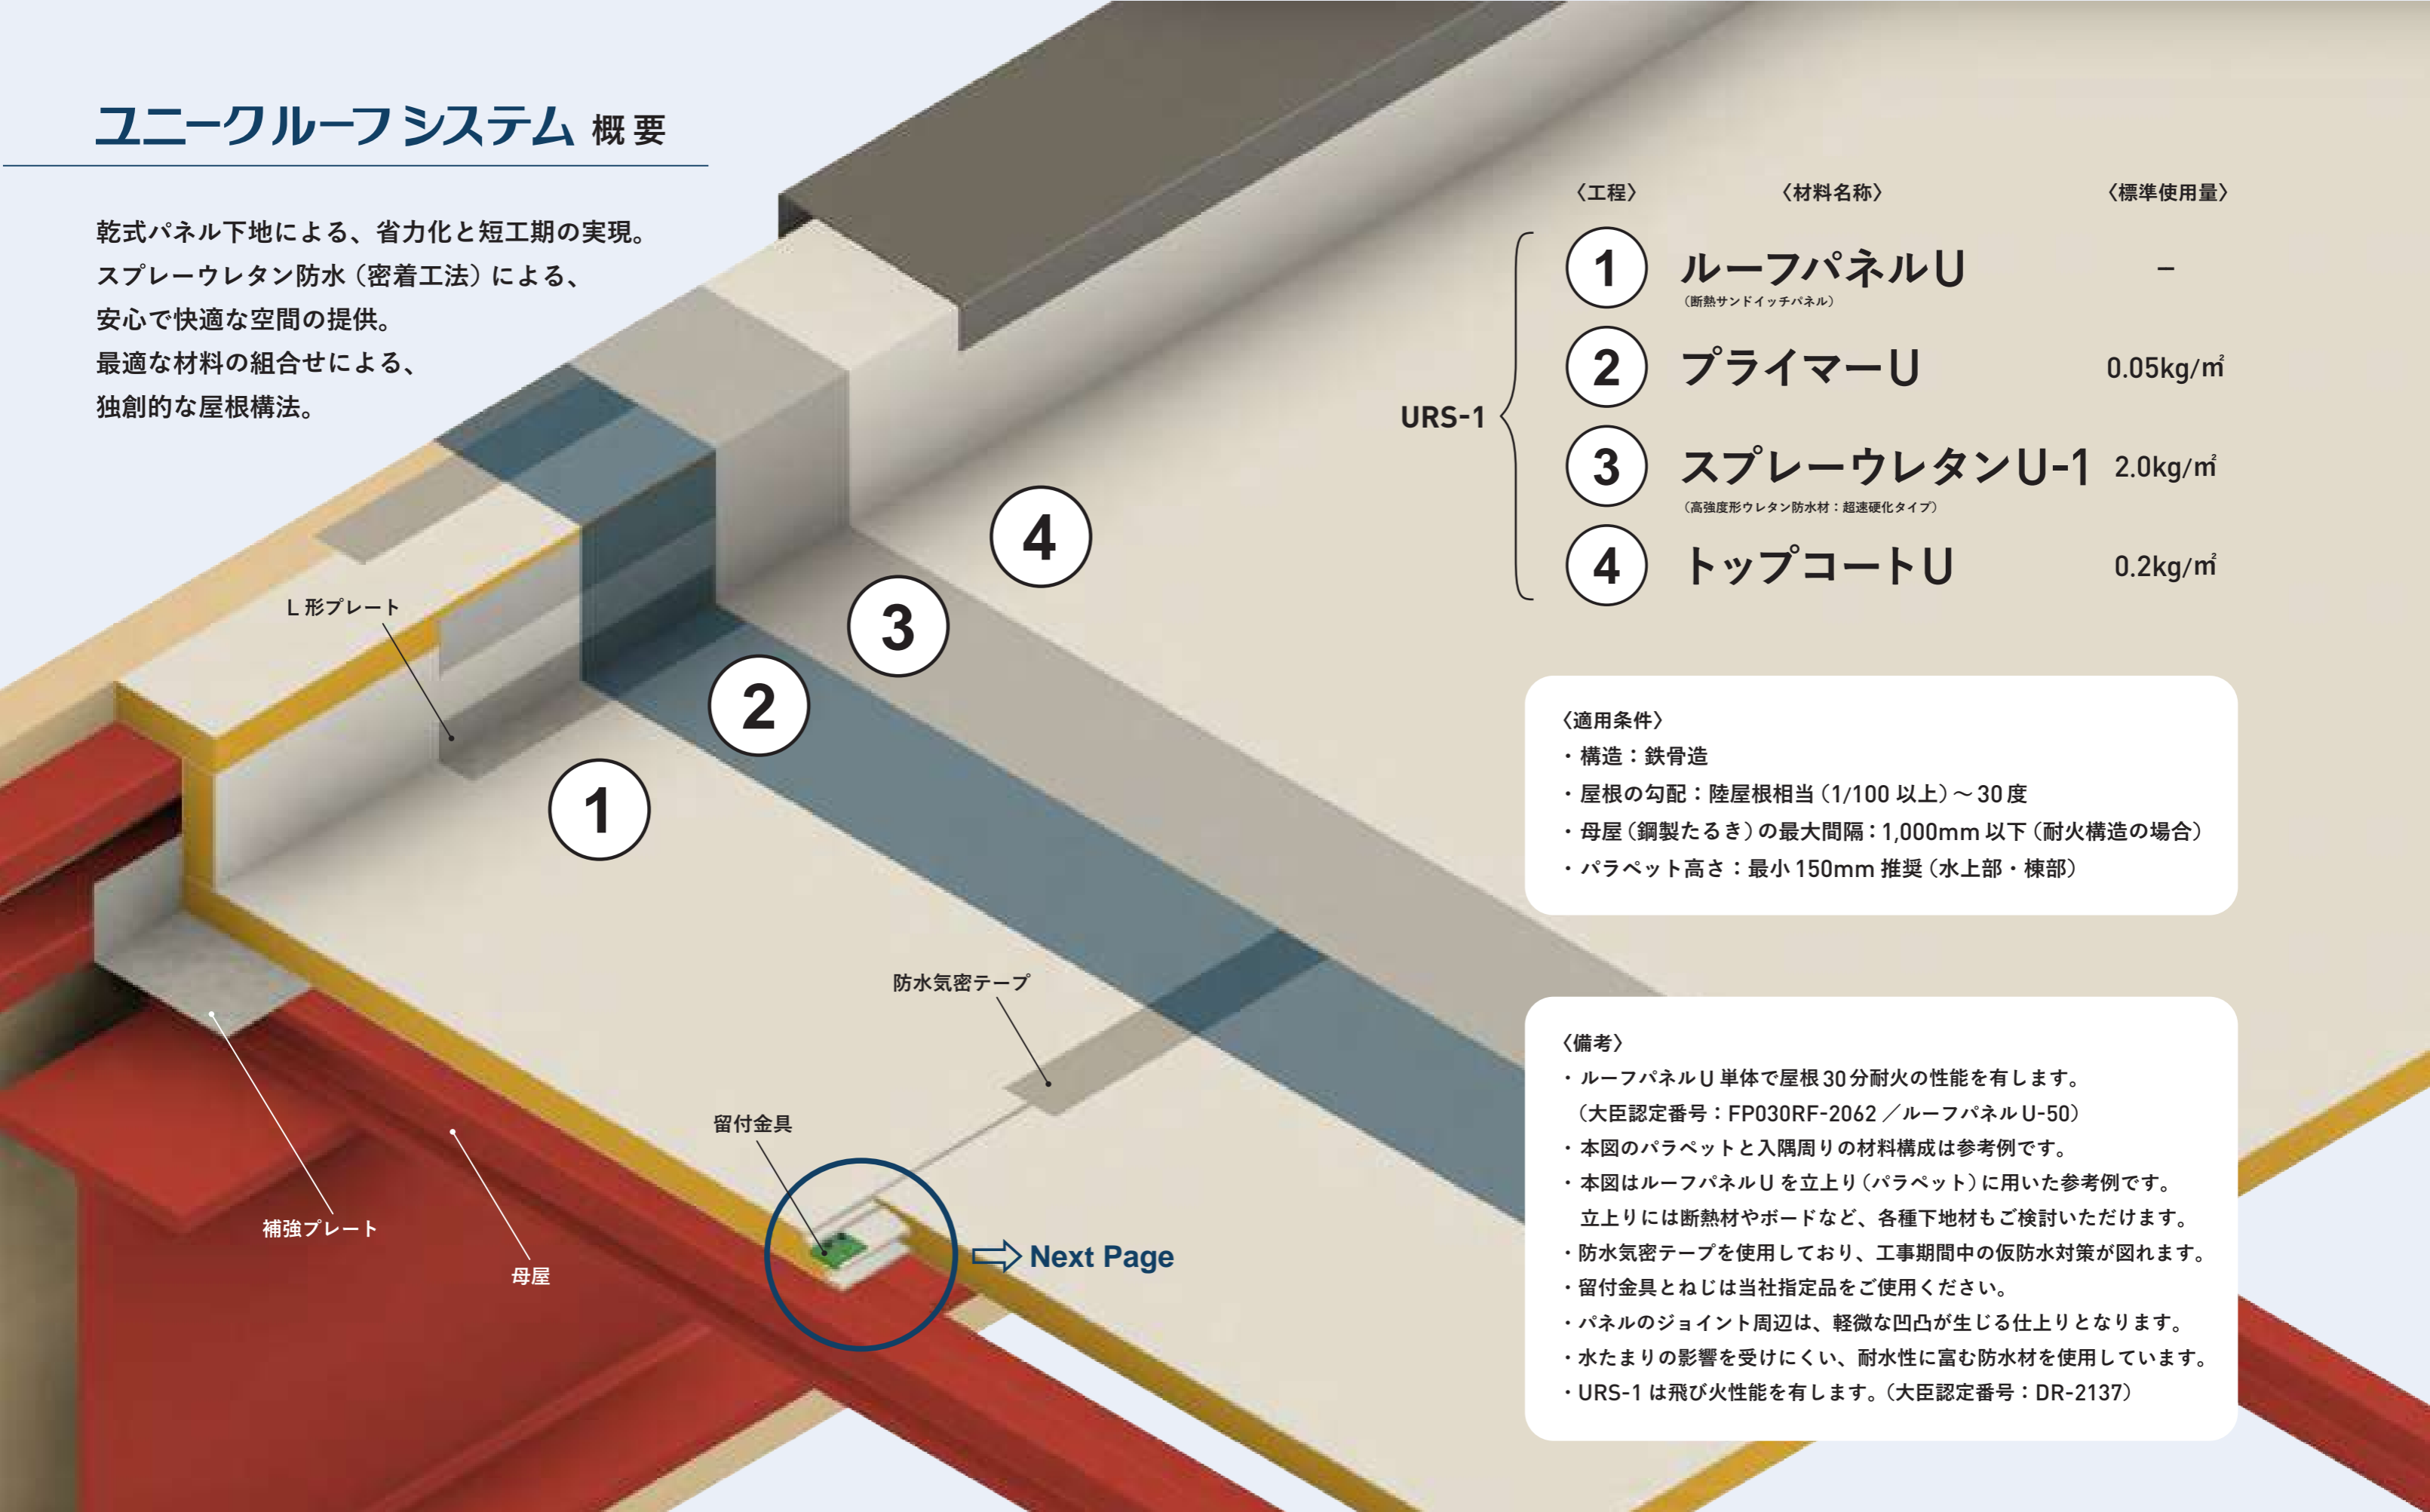 ユニークルーフシステム 概要
乾式パネル下地による、省力化と短工期の実現。
スプレーウレタン防水（密着工法）による、
安心で快適な空間の提供。
最適な材料の組合せによる、
独創的な屋根構法。
〈工程〉 〈材料名称〉 〈標準使用量〉
URS-1
1 ルーフパネルU －
（断熱サンドイッチパネル）
2 プライマーU 0.05kg/㎡
3 スプレーウレタンU-1 2.0kg/㎡
（高強度形ウレタン防水材：超速硬化タイプ）
4 トップコートU 0.2kg/㎡
4
3
2
1
L形プレート
防水気密テープ
留付金具
補強プレート
母屋
Next Page
〈適用条件〉
・構造：鉄骨造
・屋根の勾配：陸屋根相当（1/100 以上）～30度
・母屋（鋼製たるき）の最大間隔：1,000mm 以下（耐火構造の場合）
・パラペット高さ：最小150mm 推奨（水上部・棟部）
〈備考〉
・ルーフパネルU 単体で屋根30分耐火の性能を有します。
（大臣認定番号：FP030RF-2062 ／ルーフパネルU-50）
・本図のパラペットと入隅周りの材料構成は参考例です。
・本図はルーフパネルU を立上り（パラペット）に用いた参考例です。
立上りには断熱材やボードなど、各種下地材もご検討いただけます。
・防水気密テープを使用しており、工事期間中の仮防水対策が図れます。
・留付金具とねじは当社指定品をご使用ください。
・パネルのジョイント周辺は、軽微な凹凸が生じる仕上りとなります。
・水たまりの影響を受けにくい、耐水性に富む防水材を使用しています。
・URS-1 は飛び火性能を有します。（大臣認定番号：DR-2137）